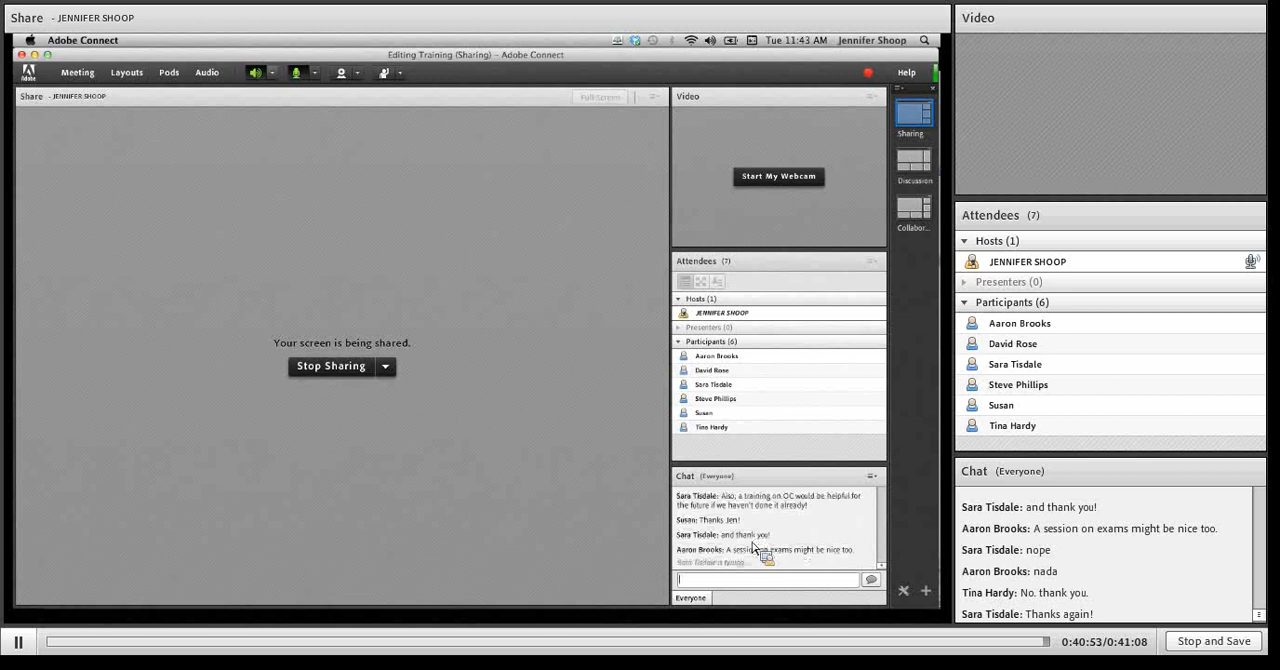 Share - JENNIFER SHOOP
Adobe Connect
Tue 11:43 AM Jennifer Shoop
Editing Training (Sharing) – Adobe Connect
Adobe
Meeting Layouts Pods Audio
Help
Share - JENNIFER SHOOP
Full Screen
Your screen is being shared.
Stop Sharing
Video
Start My Webcam
Attendees (7)
Hosts (1)
JENNIFER SHOOP
Presenters (0)
Participants (6)
Aaron Brooks
David Rose
Sara Tisdale
Steve Phillips
Susan
Tina Hardy
Chat (Everyone)
Sara Tisdale: Also, a training on OC would be helpful for
the future if we haven't done it already!
Susan: Thanks Jen!
Sara Tisdale: and thank you!
Aaron Brooks: A session on exams might be nice too.
Everyone
Sharing
Discussion
Collabor...
Video
Attendees (7)
Hosts (1)
JENNIFER SHOOP
Presenters (0)
Participants (6)
Aaron Brooks
David Rose
Sara Tisdale
Steve Phillips
Susan
Tina Hardy
Chat (Everyone)
Sara Tisdale: and thank you!
Aaron Brooks: A session on exams might be nice too.
Sara Tisdale: nope
Aaron Brooks: nada
Tina Hardy: No. thank you.
Sara Tisdale: Thanks again!
0:40:53/0:41:08
Stop and Save